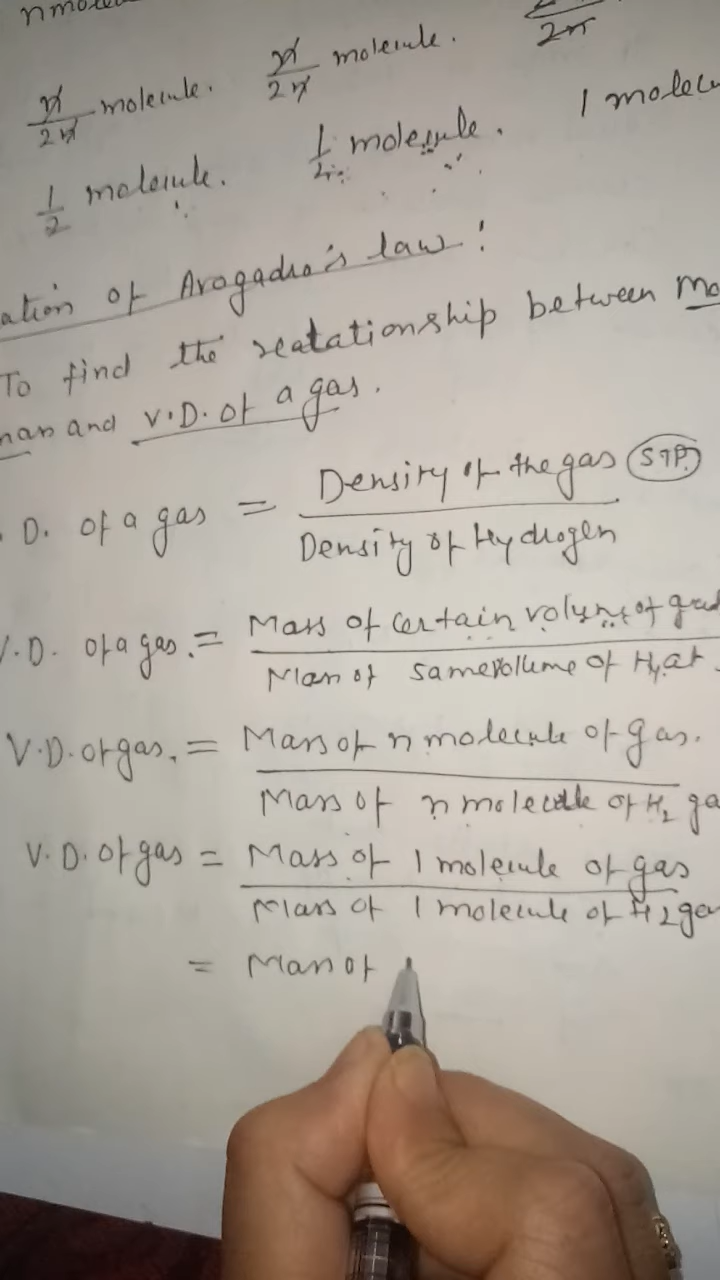 n molecule
n/2n molecule. n/2n molecule. 2n
1/2 molecule. 1/2 molecule. 1 molecu
ation of Avogadro's law:
To find the reatationship between Mo
man and V.D. of a gas.
. D. of a gas = Density of the gas (STP) / Density of Hydrogen
V.D. of a gas. = Mass of certain volume of gas / Mass of same volume of H2 at
V.D. of gas. = Mass of n molecule of gas. / Mass of n molecule of H2 ga
V.D. of gas = Mass of 1 molecule of gas / Mass of 1 molecule of H2 gas
= Mass of